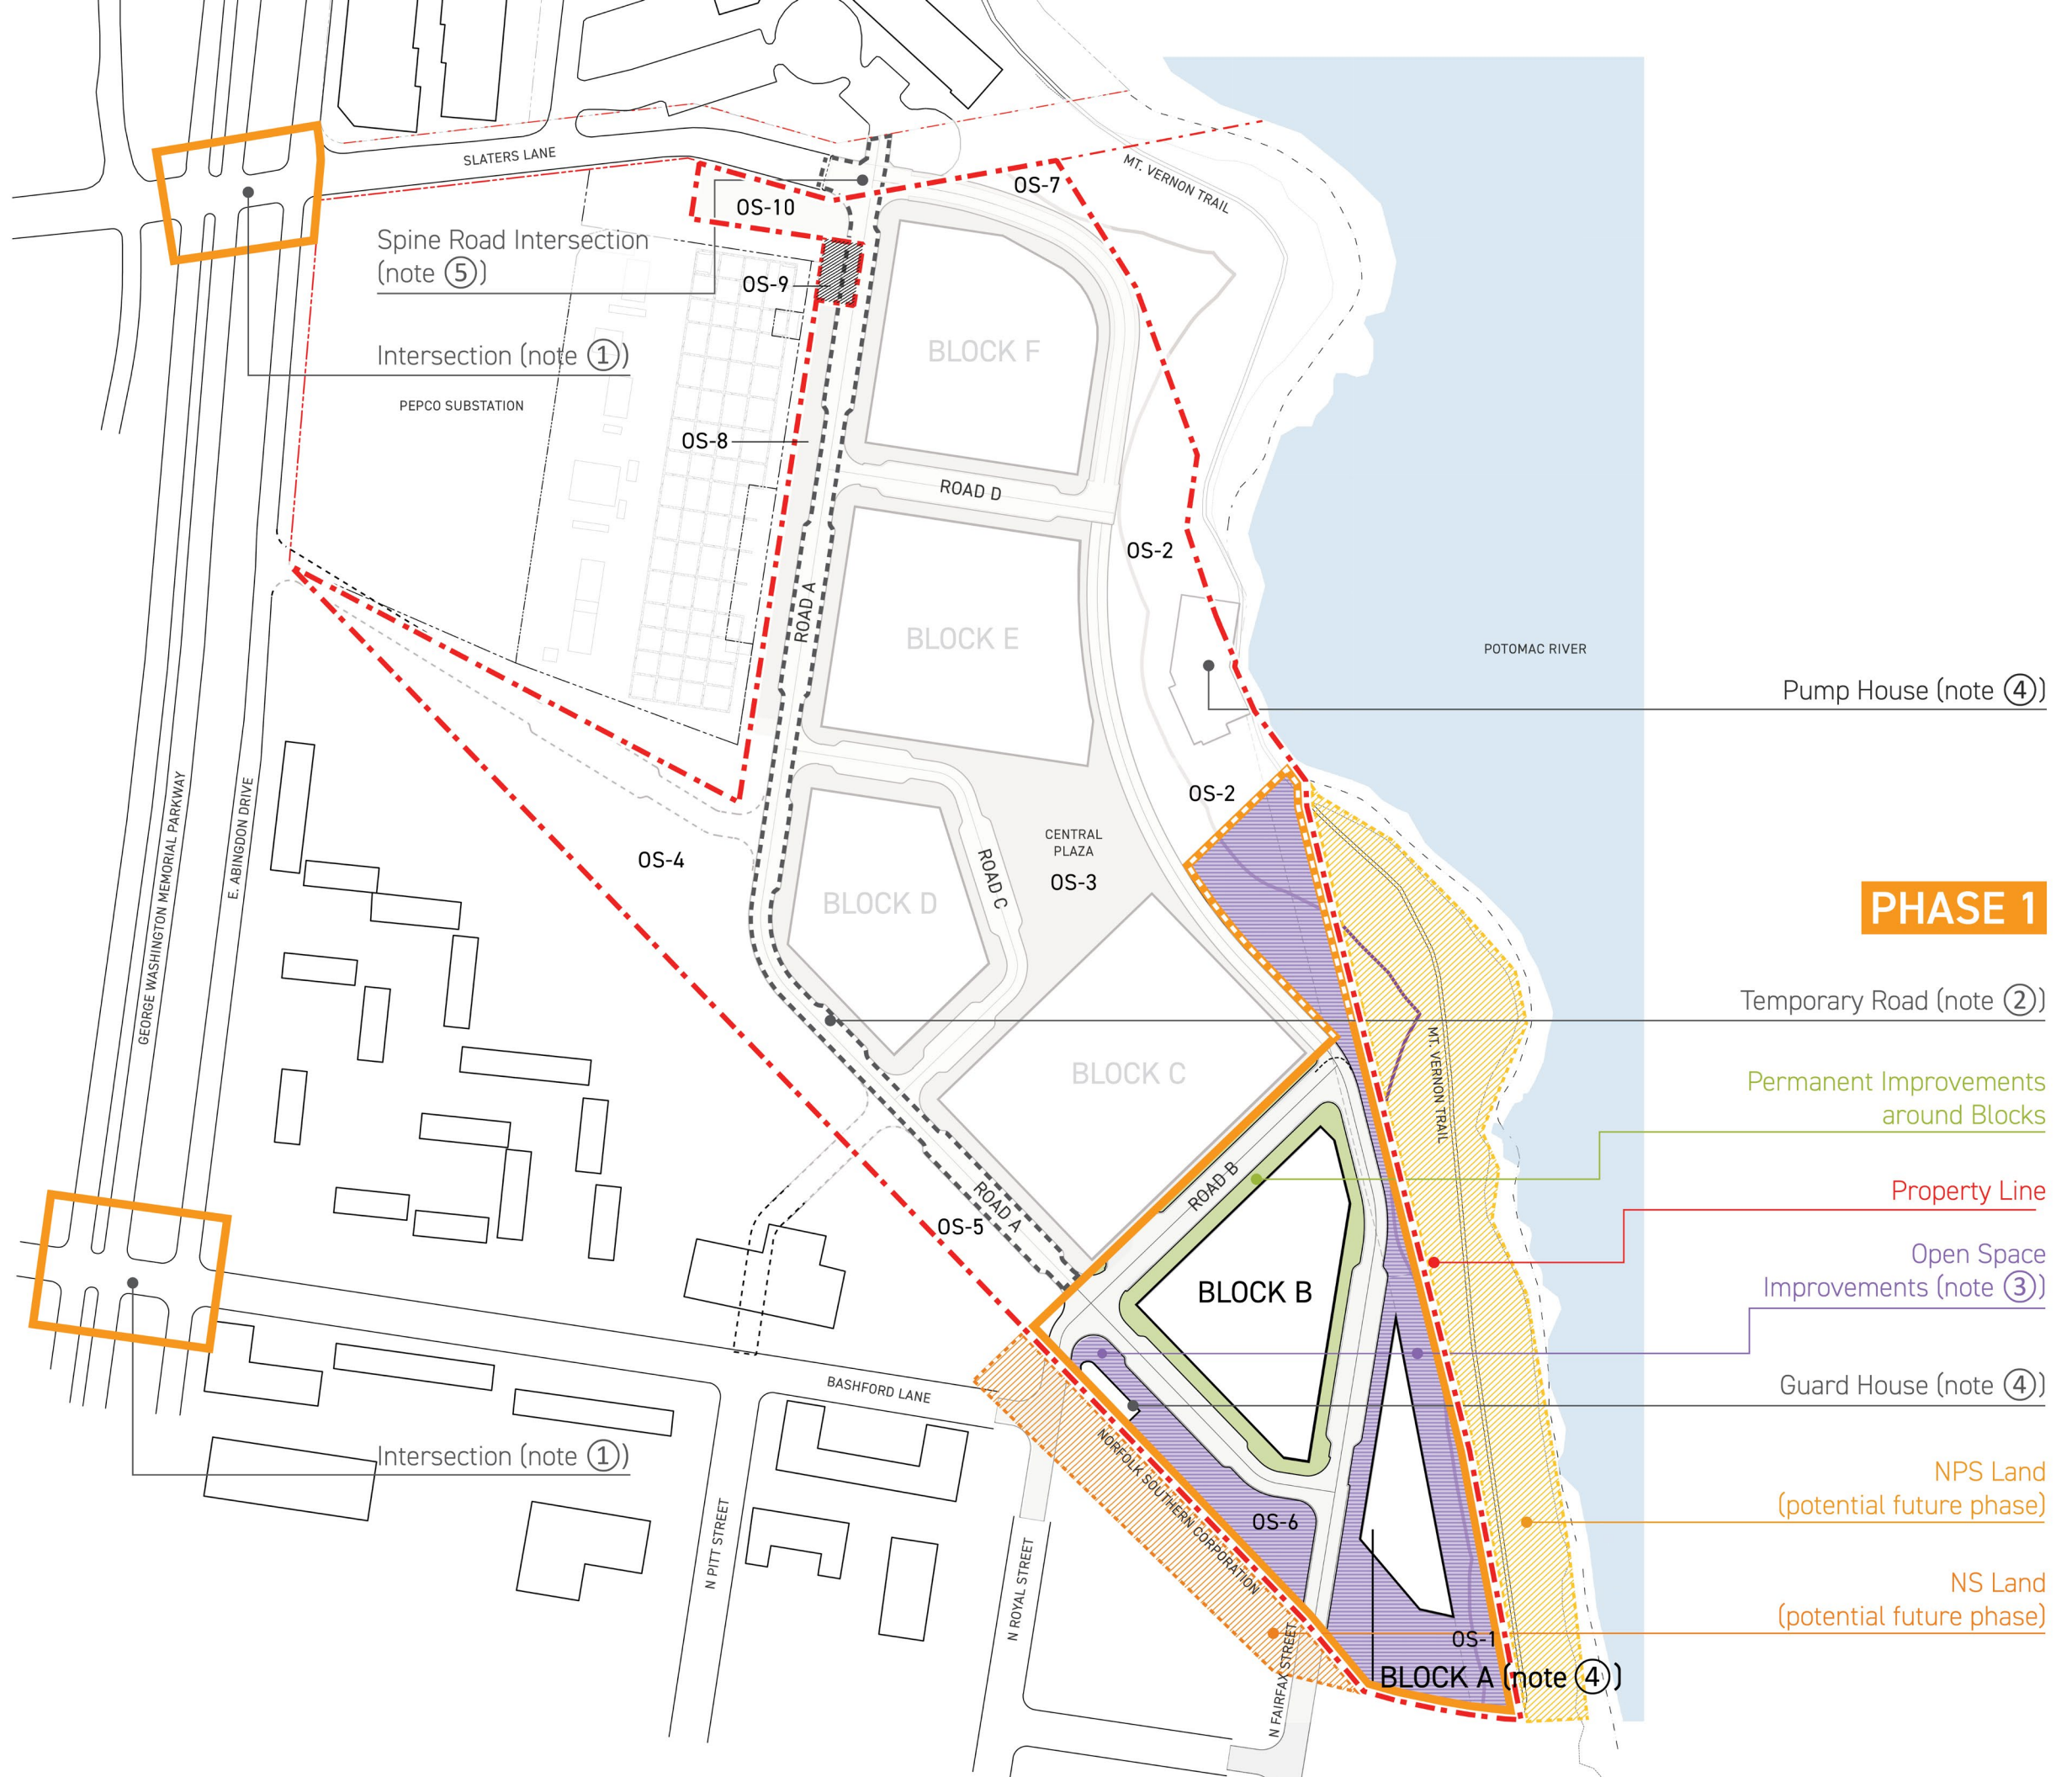 SLATERS LANE
MT. VERNON TRAIL
OS-7
OS-10
Spine Road Intersection
(note ⑤)
OS-9
Intersection (note ①)
BLOCK F
PEPCO SUBSTATION
OS-8
ROAD D
OS-2
ROAD A
BLOCK E
POTOMAC RIVER
Pump House (note ④)
OS-2
GEORGE WASHINGTON MEMORIAL PARKWAY
E. ABINGDON DRIVE
OS-4
CENTRAL
PLAZA
OS-3
ROAD C
BLOCK D
PHASE 1
Temporary Road (note ②)
MT. VERNON TRAIL
BLOCK C
Permanent Improvements
around Blocks
ROAD B
Property Line
ROAD A
OS-5
Open Space
Improvements (note ③)
BLOCK B
Guard House (note ④)
BASHFORD LANE
Intersection (note ①)
NORFOLK SOUTHERN CORPORATION
NPS Land
(potential future phase)
OS-6
N PITT STREET
N ROYAL STREET
NS Land
(potential future phase)
OS-1
N FAIRFAX STREET
BLOCK A (note ④)